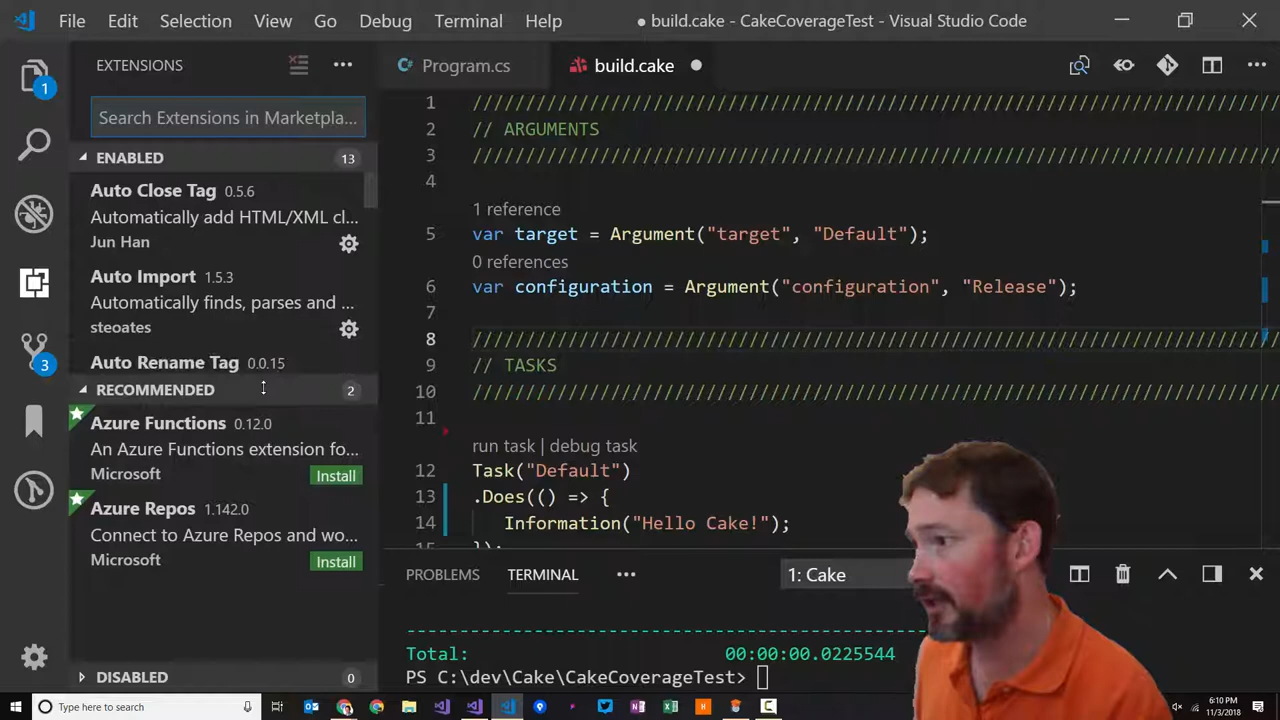 File Edit Selection View Go Debug Terminal Help ● build.cake - CakeCoverageTest - Visual Studio Code
EXTENSIONS
Program.cs
build.cake
1
Search Extensions in Marketpla...
ENABLED 13
Auto Close Tag 0.5.6
Automatically add HTML/XML cl...
Jun Han
Auto Import 1.5.3
Automatically finds, parses and ...
steoates
Auto Rename Tag 0.0.15
3
RECOMMENDED 2
Azure Functions 0.12.0
An Azure Functions extension fo...
Microsoft Install
Azure Repos 1.142.0
Connect to Azure Repos and wo...
Microsoft Install
DISABLED 0
1 ////////////////////////////////////////////////////////////////////////////
2 // ARGUMENTS
3 ////////////////////////////////////////////////////////////////////////////
4
1 reference
5 var target = Argument("target", "Default");
0 references
6 var configuration = Argument("configuration", "Release");
7
8 ////////////////////////////////////////////////////////////////////////////
9 // TASKS
10 ////////////////////////////////////////////////////////////////////////////
11
run task | debug task
12 Task("Default")
13 .Does(() => {
14 Information("Hello Cake!");
15 });
PROBLEMS TERMINAL ... 1: Cake
--------------------------------------------------
Total: 00:00:00.0225544
PS C:\dev\Cake\CakeCoverageTest>
Type here to search
6:10 PM
11/3/2018